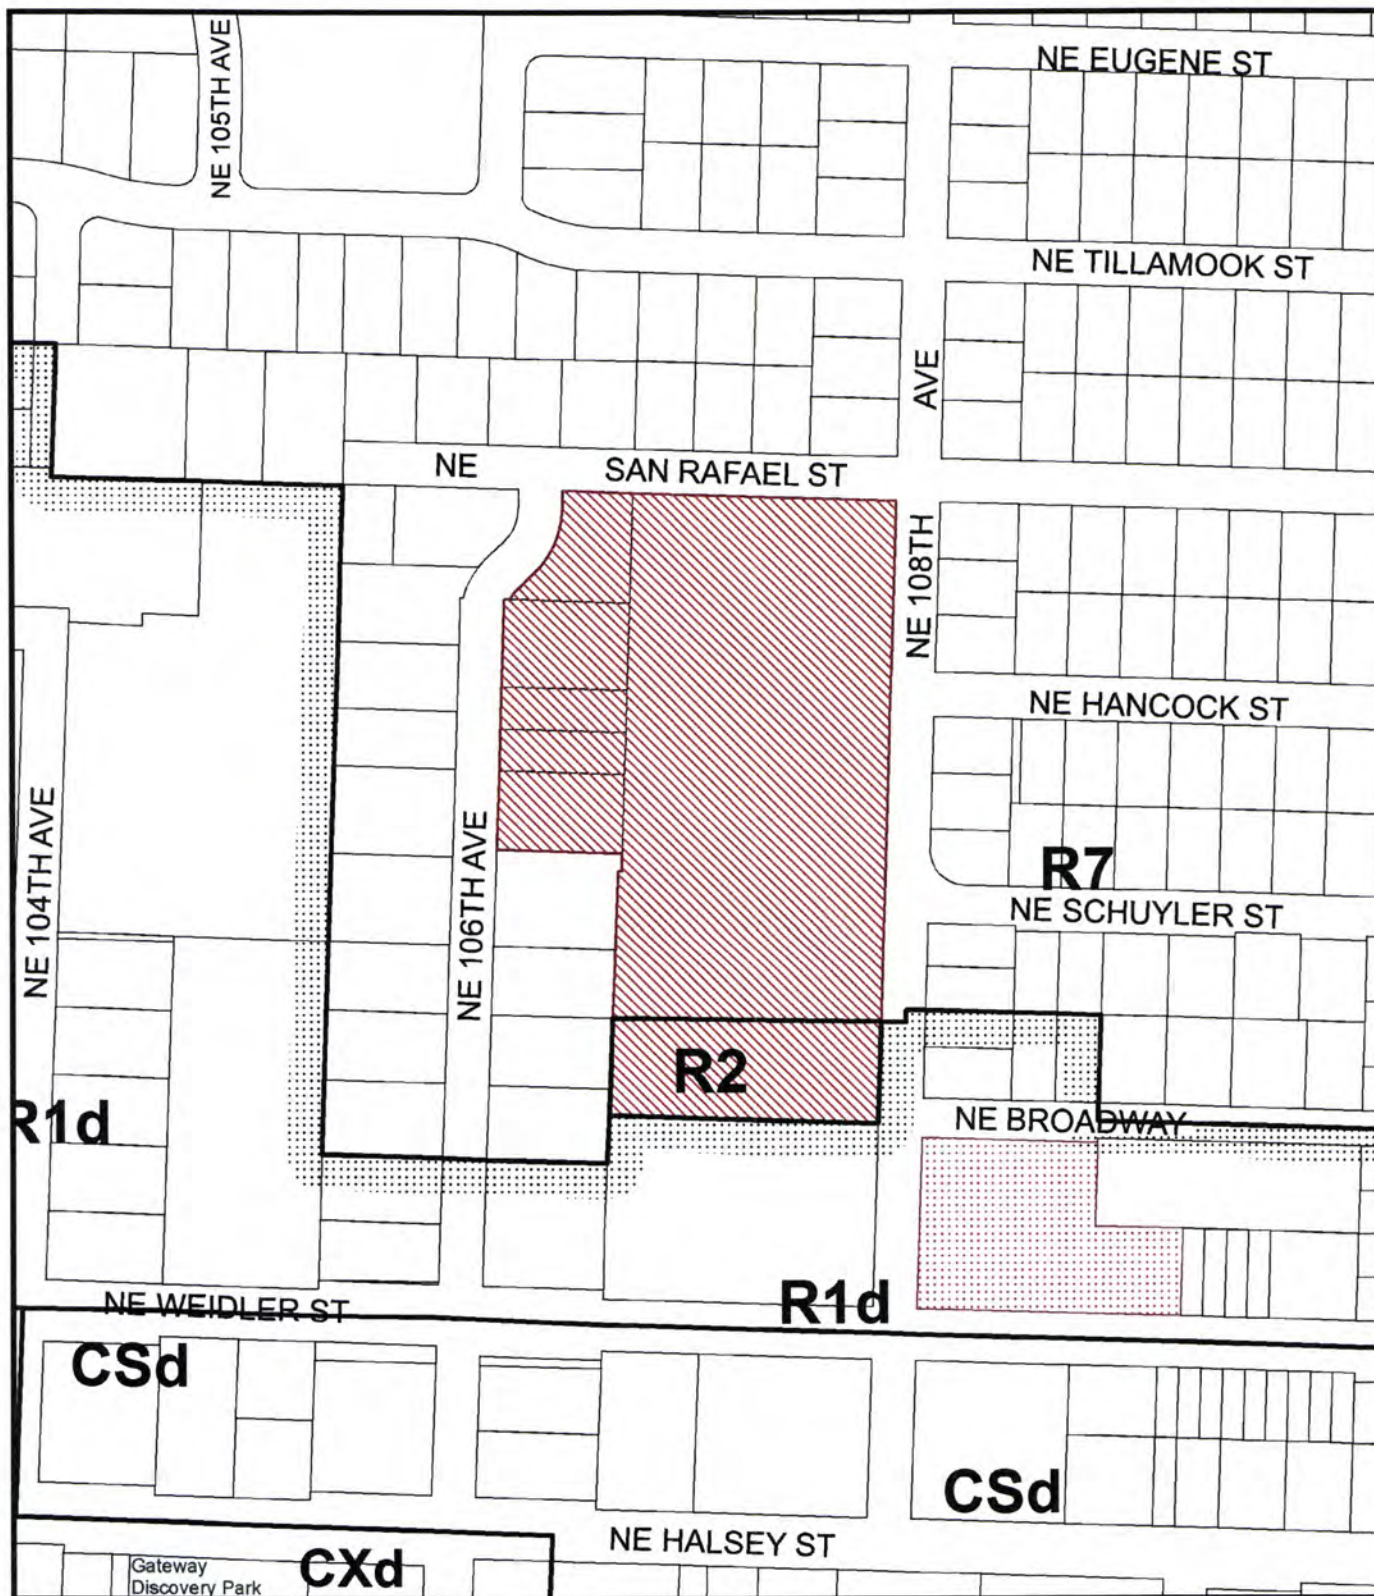 NE EUGENE ST
NE 105TH AVE
NE TILLAMOOK ST
AVE
NE
SAN RAFAEL ST
NE 108TH
NE HANCOCK ST
NE 104TH AVE
NE 106TH AVE
R7
NE SCHUYLER ST
R2
R1d
NE BROADWAY
R1d
NE WEIDLER ST
CSd
CSd
NE HALSEY ST
CXd
Gateway
Discovery Park